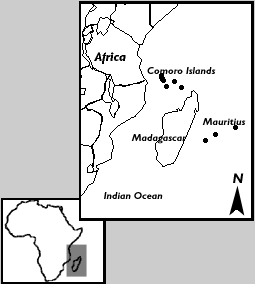 Africa
Comoro Islands
Mauritius
Madagascar
N
Indian Ocean